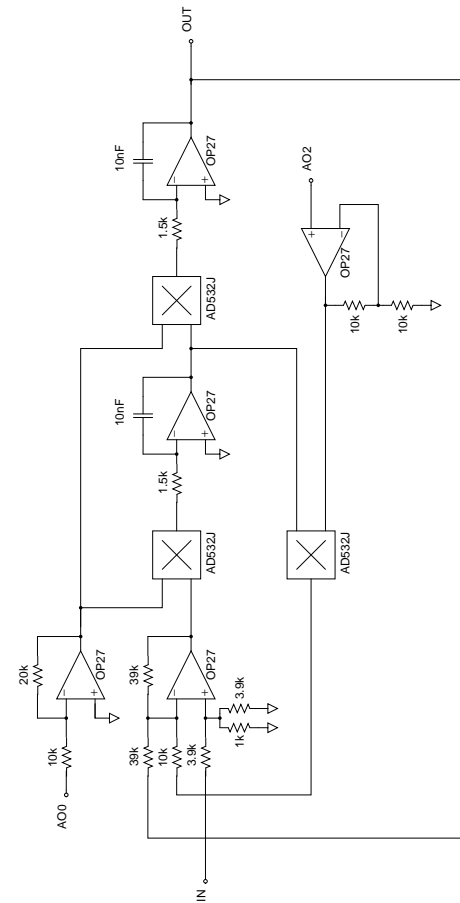 AO0
10k
20k
OP27
IN
39k
10k
3.9k
39k
OP27
1k
3.9k
AD532J
1.5k
10nF
OP27
AD532J
1.5k
10nF
OP27
OUT
AD532J
10k
10k
OP27
AO2